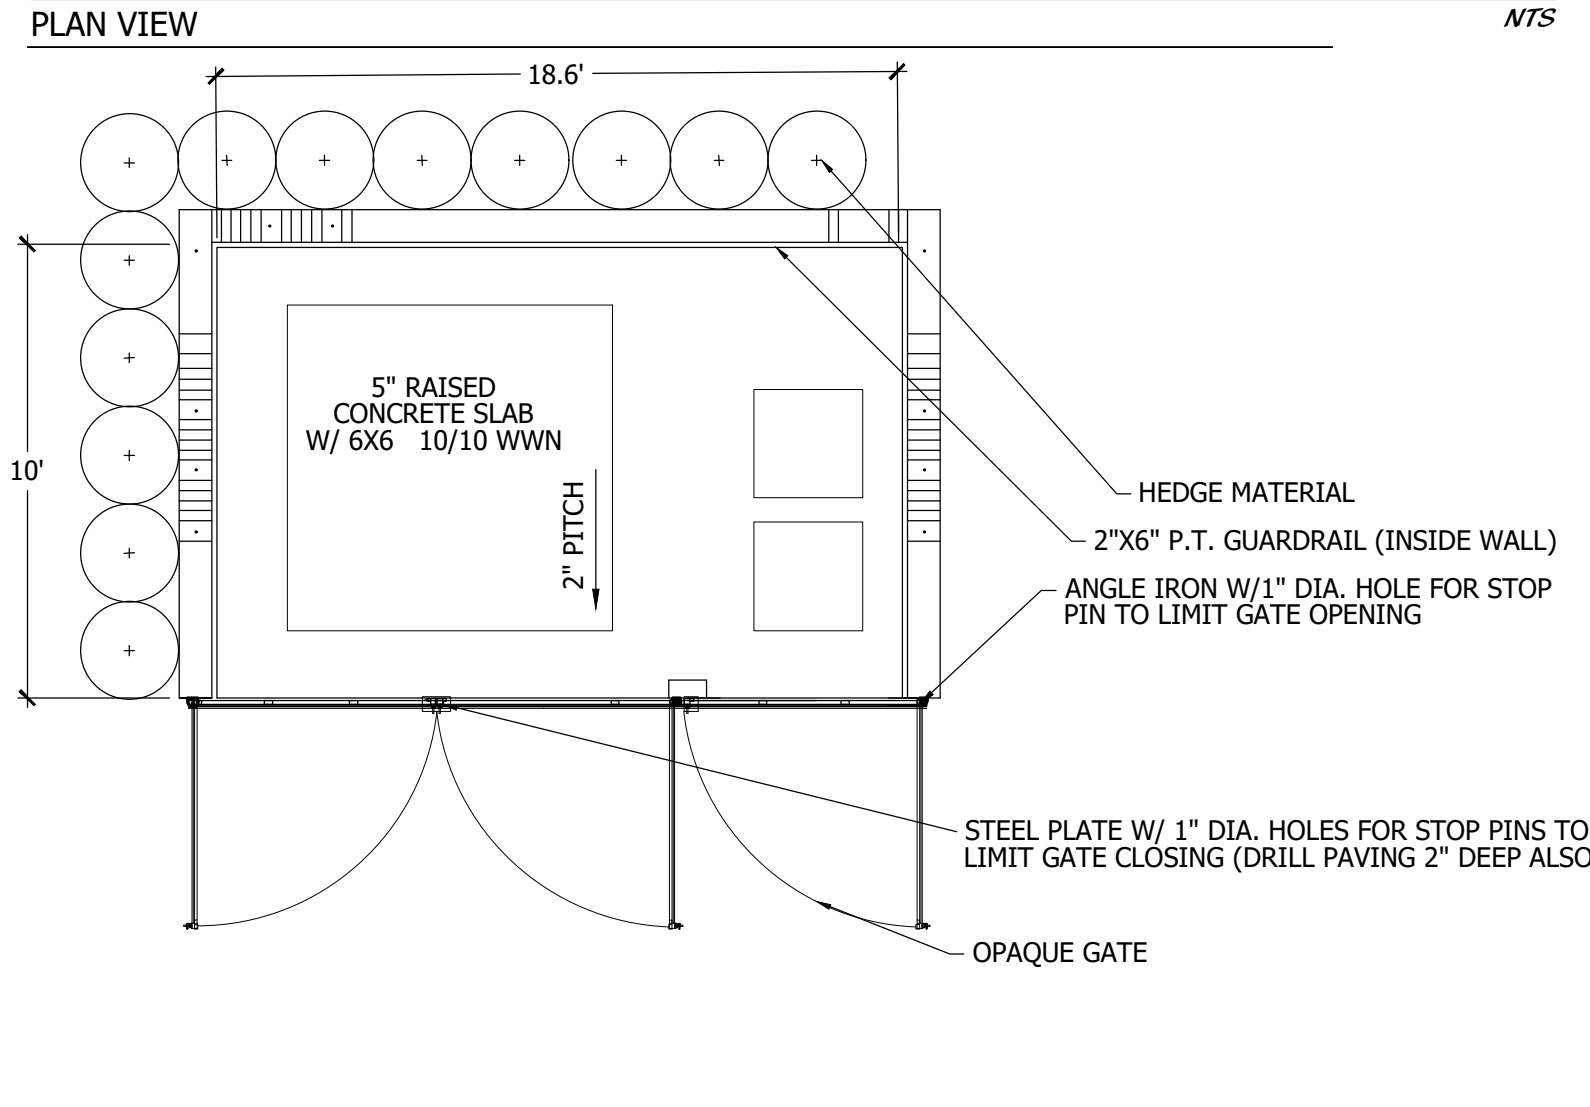 PLAN VIEW
NTS
18.6'
5" RAISED
CONCRETE SLAB
W/ 6X6 10/10 WWN
10'
2" PITCH
HEDGE MATERIAL
2"X6" P.T. GUARDRAIL (INSIDE WALL)
ANGLE IRON W/1" DIA. HOLE FOR STOP
PIN TO LIMIT GATE OPENING
STEEL PLATE W/ 1" DIA. HOLES FOR STOP PINS TO
LIMIT GATE CLOSING (DRILL PAVING 2" DEEP ALSO
OPAQUE GATE